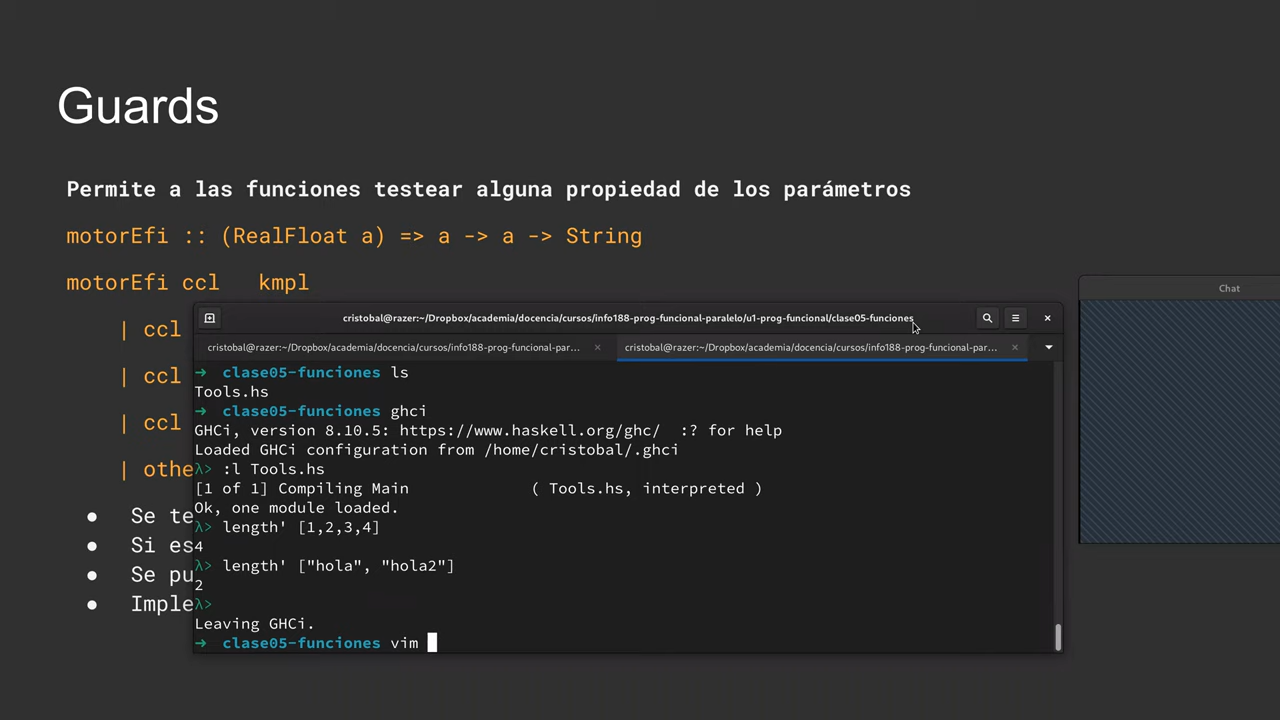 Guards
Permite a las funciones testear alguna propiedad de los parámetros
motorEfi :: (RealFloat a) => a -> a -> String
motorEfi ccl   kmpl
| ccl
| ccl
| ccl
| othe
● Se te
● Si es
● Se pu
● Imple
cristobal@razer:~/Dropbox/academia/docencia/cursos/info188-prog-funcional-paralelo/u1-prog-funcional/clase05-funciones
cristobal@razer:~/Dropbox/academia/docencia/cursos/info188-prog-funcional-par... ×
cristobal@razer:~/Dropbox/academia/docencia/cursos/info188-prog-funcional-par... ×
➜ clase05-funciones ls
Tools.hs
➜ clase05-funciones ghci
GHCi, version 8.10.5: https://www.haskell.org/ghc/  :? for help
Loaded GHCi configuration from /home/cristobal/.ghci
λ> :l Tools.hs
[1 of 1] Compiling Main             ( Tools.hs, interpreted )
Ok, one module loaded.
λ> length' [1,2,3,4]
4
λ> length' ["hola", "hola2"]
2
λ>
Leaving GHCi.
➜ clase05-funciones vim
Chat